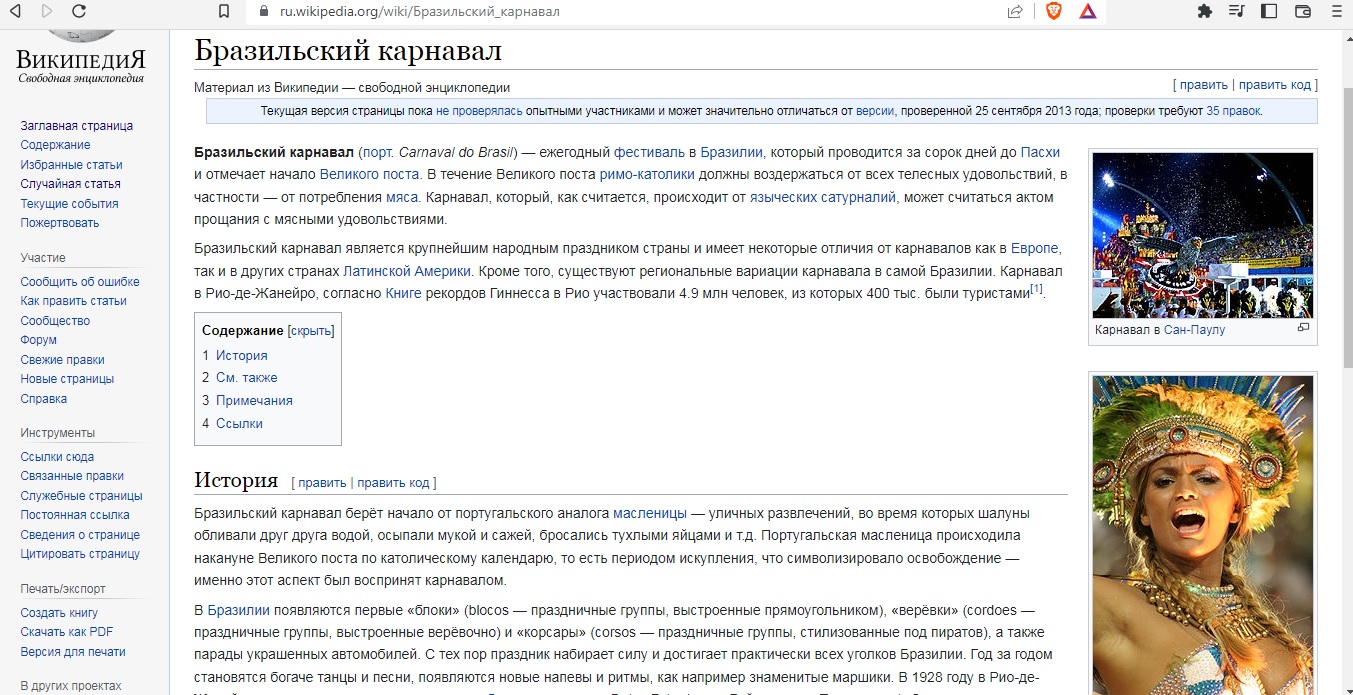 ru.wikipedia.org/wiki/Бразильский_карнавал
ВикипедиЯ
Свободная энциклопедия
Заглавная страница
Содержание
Избранные статьи
Случайная статья
Текущие события
Пожертвовать
Участие
Сообщить об ошибке
Как править статьи
Сообщество
Форум
Свежие правки
Новые страницы
Справка
Инструменты
Ссылки сюда
Связанные правки
Служебные страницы
Постоянная ссылка
Сведения о странице
Цитировать страницу
Печать/экспорт
Создать книгу
Скачать как PDF
Версия для печати
В других проектах
Бразильский карнавал
Материал из Википедии — свободной энциклопедии
[ править | править код ]
Текущая версия страницы пока не проверялась опытными участниками и может значительно отличаться от версии, проверенной 25 сентября 2013 года; проверки требуют 35 правок.
Бразильский карнавал (порт. Carnaval do Brasil) — ежегодный фестиваль в Бразилии, который проводится за сорок дней до Пасхи
и отмечает начало Великого поста. В течение Великого поста римо-католики должны воздержаться от всех телесных удовольствий, в
частности — от потребления мяса. Карнавал, который, как считается, происходит от языческих сатурналий, может считаться актом
прощания с мясными удовольствиями.
Бразильский карнавал является крупнейшим народным праздником страны и имеет некоторые отличия от карнавалов как в Европе,
так и в других странах Латинской Америки. Кроме того, существуют региональные вариации карнавала в самой Бразилии. Карнавал
в Рио-де-Жанейро, согласно Книге рекордов Гиннесса в Рио участвовали 4.9 млн человек, из которых 400 тыс. были туристами[1].
Карнавал в Сан-Паулу
Содержание [скрыть]
1 История
2 См. также
3 Примечания
4 Ссылки
История [ править | править код ]
Бразильский карнавал берёт начало от португальского аналога масленицы — уличных развлечений, во время которых шалуны
обливали друг друга водой, осыпали мукой и сажей, бросались тухлыми яйцами и т.д. Португальская масленица происходила
накануне Великого поста по католическому календарю, то есть периодом искупления, что символизировало освобождение —
именно этот аспект был воспринят карнавалом.
В Бразилии появляются первые «блоки» (blocos — праздничные группы, выстроенные прямоугольником), «верёвки» (cordoes —
праздничные группы, выстроенные верёвочно) и «корсары» (corsos — праздничные группы, стилизованные под пиратов), а также
парады украшенных автомобилей. С тех пор праздник набирает силу и достигает практически всех уголков Бразилии. Год за годом
становятся богаче танцы и песни, появляются новые напевы и ритмы, как например знаменитые маршики. В 1928 году в Рио-де-